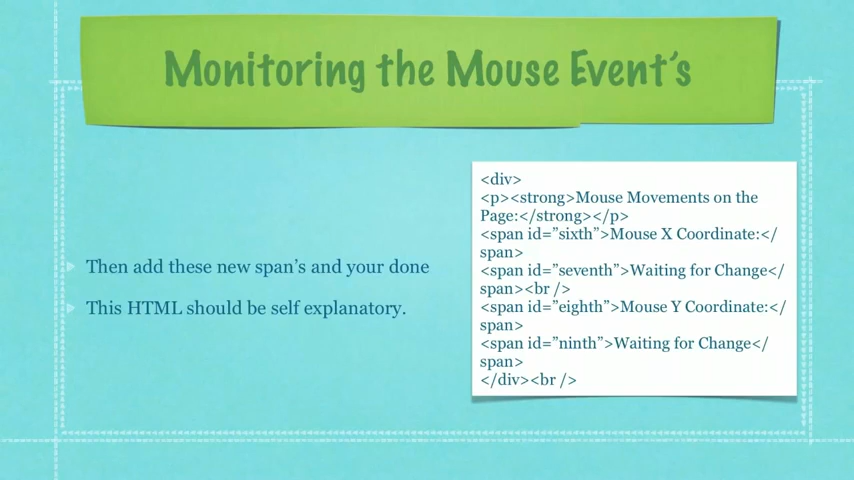 Monitoring the Mouse Event’s
Then add these new span’s and your done
This HTML should be self explanatory.
<div>
<p><strong>Mouse Movements on the
Page:</strong></p>
<span id=”sixth”>Mouse X Coordinate:</
span>
<span id=”seventh”>Waiting for Change</
span><br />
<span id=”eighth”>Mouse Y Coordinate:</
span>
<span id=”ninth”>Waiting for Change</
span>
</div><br />